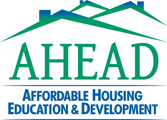 AHEAD
AFFORDABLE HOUSING
EDUCATION & DEVELOPMENT